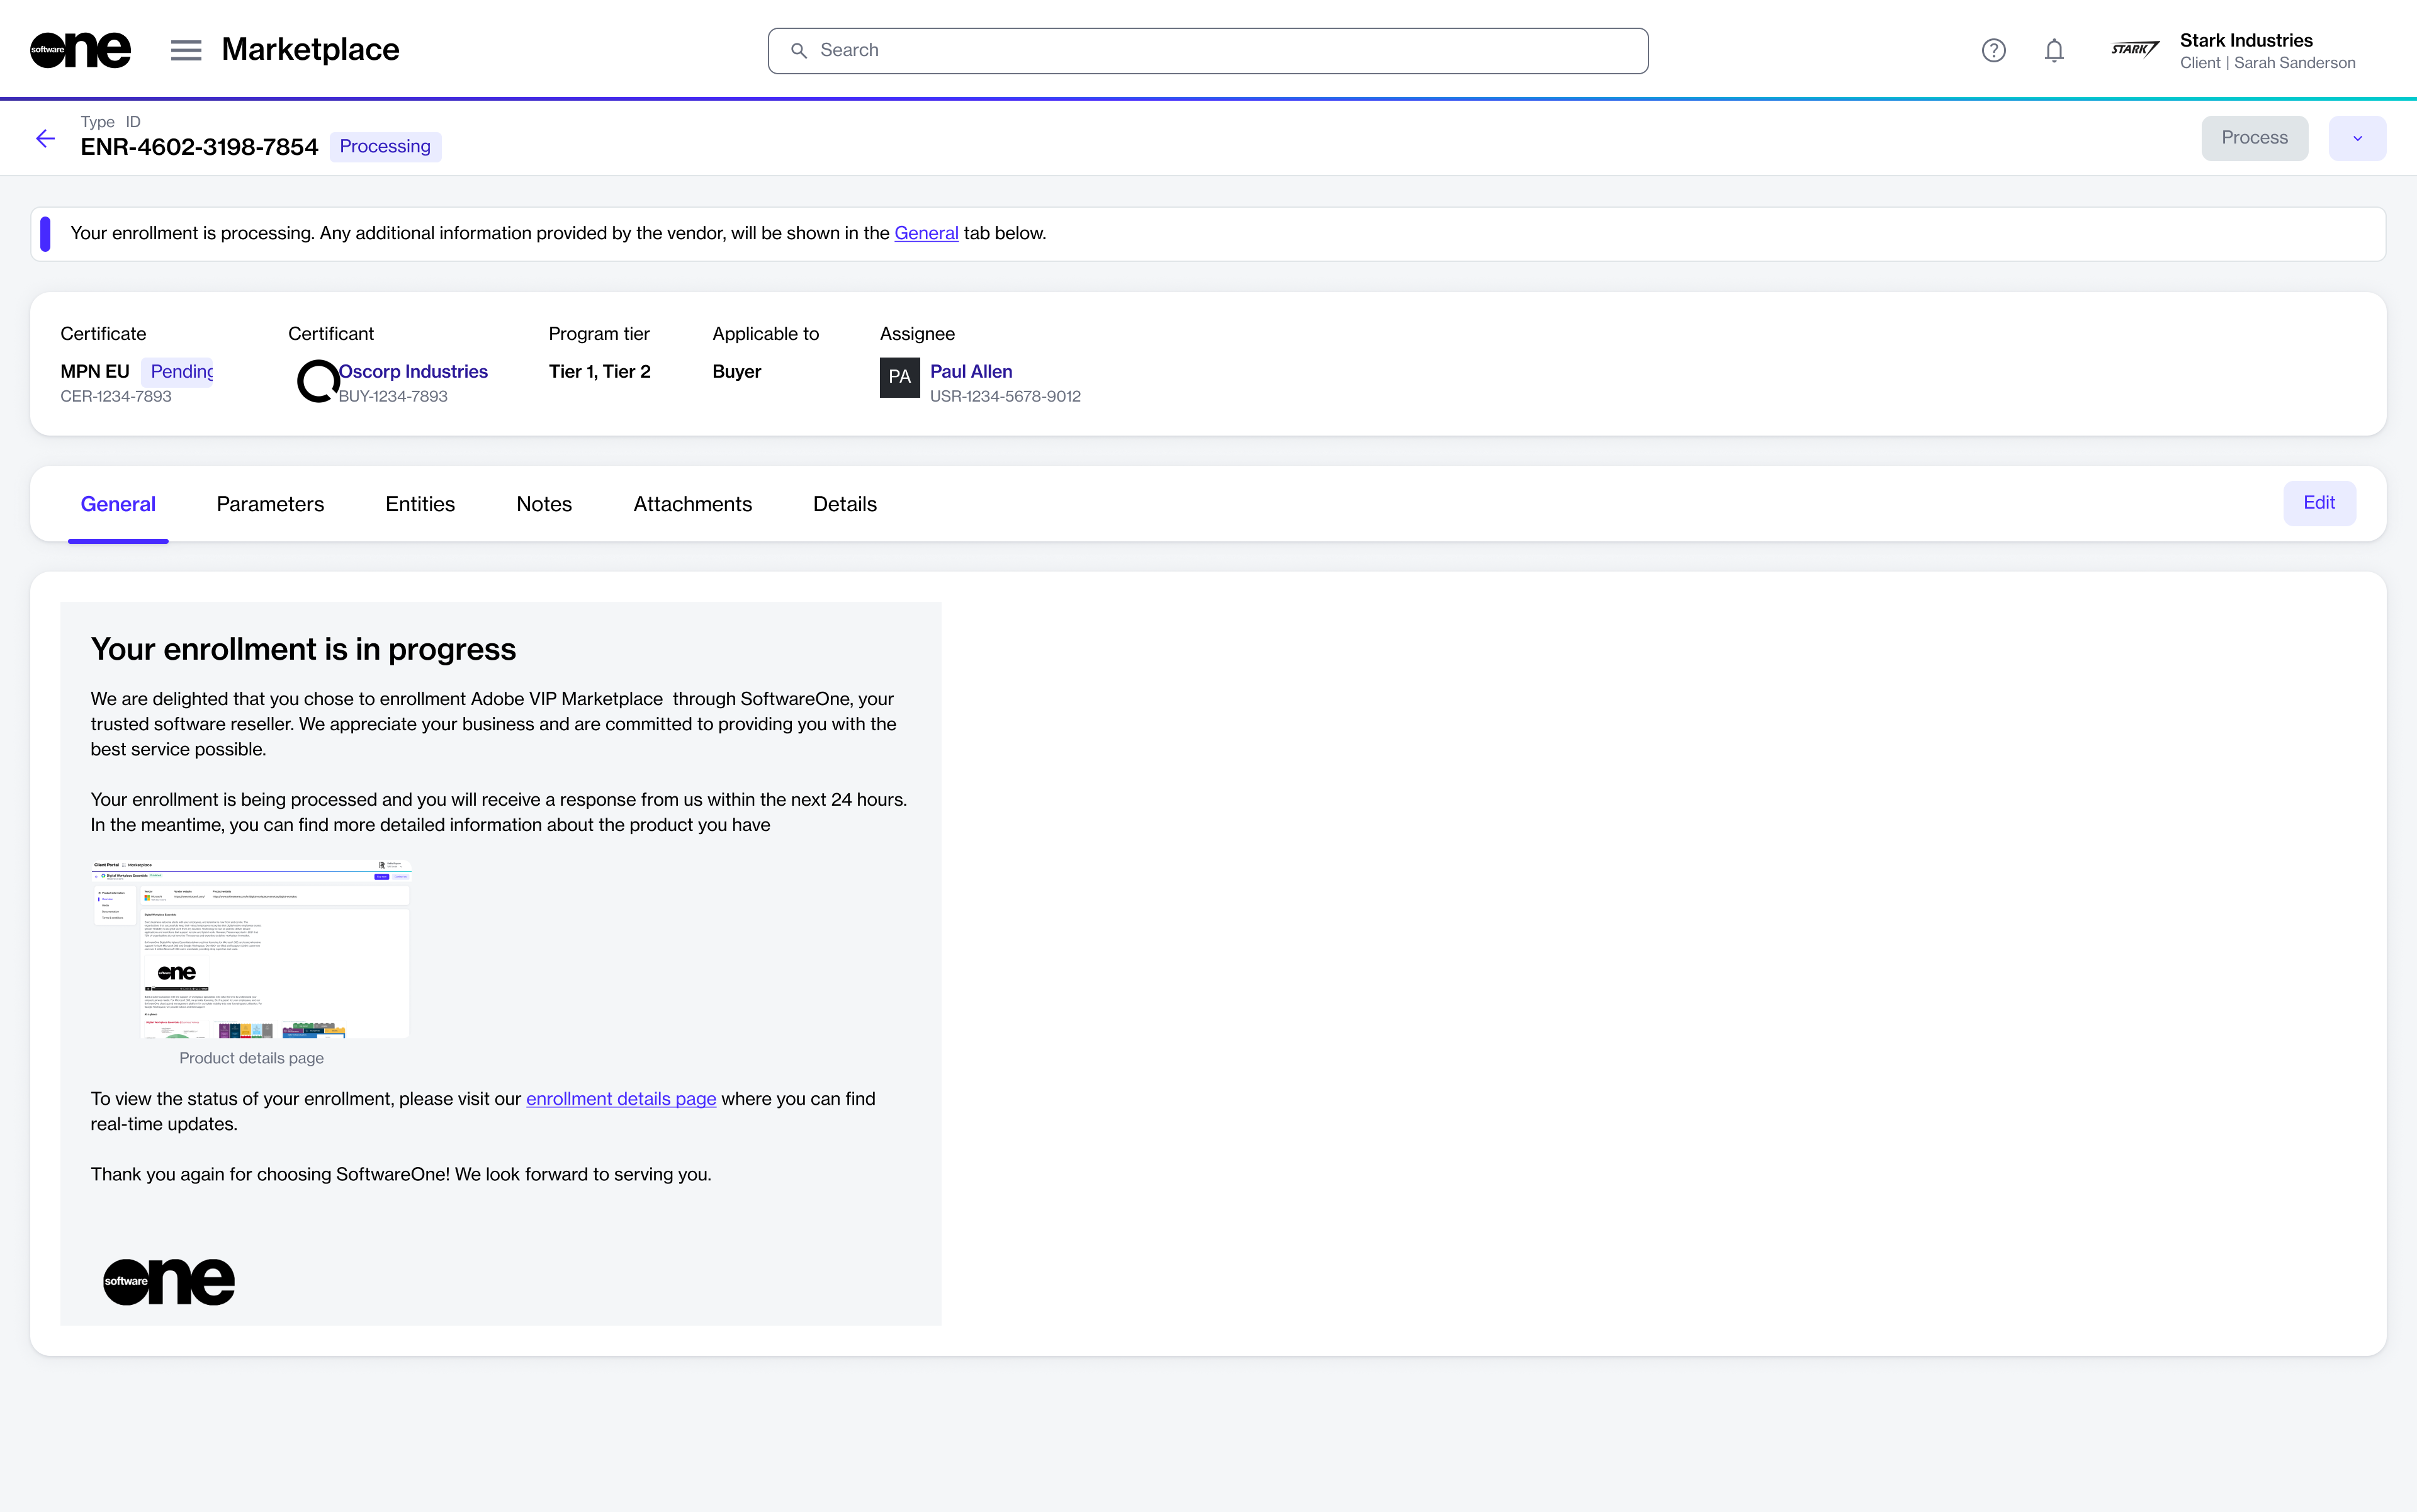 software one
Marketplace
Search
STARK
Stark Industries
Client | Sarah Sanderson
Type ID
ENR-4602-3198-7854
Processing
Process
Your enrollment is processing. Any additional information provided by the vendor, will be shown in the General tab below.
Certificate
Certificant
Program tier
Applicable to
Assignee
MPN EU
Pending
CER-1234-7893
Oscorp Industries
BUY-1234-7893
Tier 1, Tier 2
Buyer
PA
Paul Allen
USR-1234-5678-9012
General
Parameters
Entities
Notes
Attachments
Details
Edit
Your enrollment is in progress
We are delighted that you chose to enrollment Adobe VIP Marketplace through SoftwareOne, your
trusted software reseller. We appreciate your business and are committed to providing you with the
best service possible.
Your enrollment is being processed and you will receive a response from us within the next 24 hours.
In the meantime, you can find more detailed information about the product you have
Client Portal
Marketplace
Digital Workplace Essentials
one
Product details page
To view the status of your enrollment, please visit our enrollment details page where you can find
real-time updates.
Thank you again for choosing SoftwareOne! We look forward to serving you.
software one